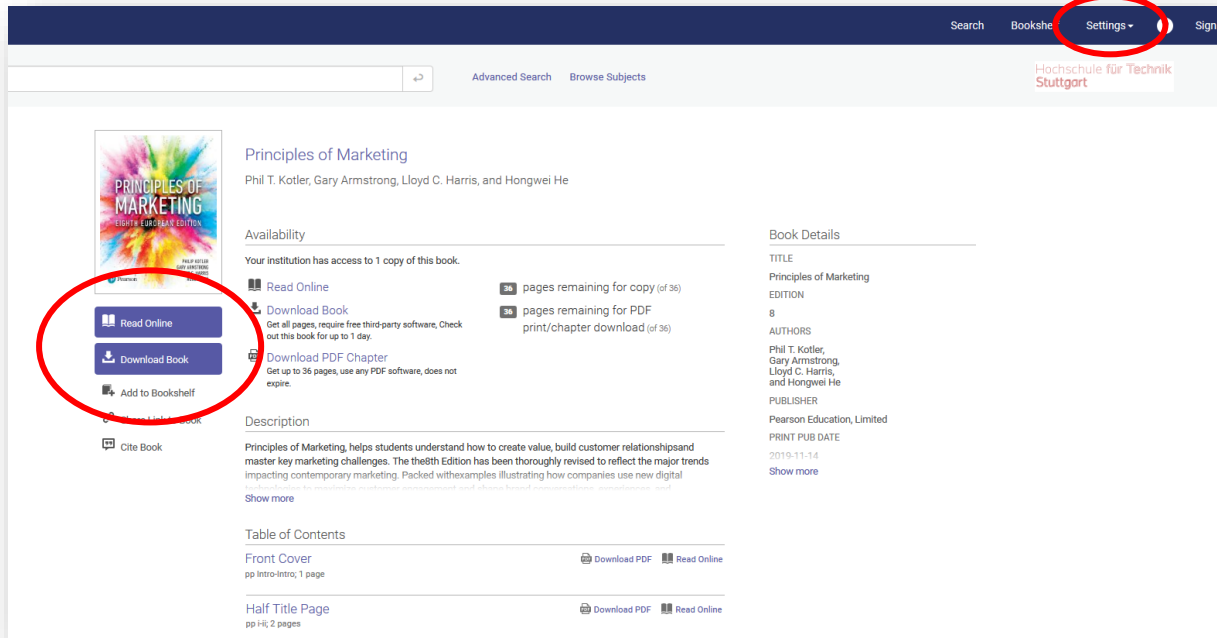 Search Bookshe Settings Sign
Advanced Search Browse Subjects
Hochschule für Technik
Stuttgart
PRINCIPLES OF
MARKETING
EIGHTH EUROPEAN EDITION
PHILIP KOTLER
GARY ARMSTRONG
Pearson
Read Online
Download Book
Add to Bookshelf
Share Link to Book
Cite Book
Principles of Marketing
Phil T. Kotler, Gary Armstrong, Lloyd C. Harris, and Hongwei He
Availability
Your institution has access to 1 copy of this book.
Read Online
Download Book
Get all pages, require free third-party software, Check
out this book for up to 1 day.
Download PDF Chapter
Get up to 36 pages, use any PDF software, does not
expire.
36 pages remaining for copy (of 36)
36 pages remaining for PDF
print/chapter download (of 36)
Description
Principles of Marketing, helps students understand how to create value, build customer relationshipsand
master key marketing challenges. The the8th Edition has been thoroughly revised to reflect the major trends
impacting contemporary marketing. Packed withexamples illustrating how companies use new digital
Show more
Table of Contents
Front Cover
pp Intro-Intro; 1 page
Download PDF Read Online
Half Title Page
pp i-ii; 2 pages
Download PDF Read Online
Book Details
TITLE
Principles of Marketing
EDITION
8
AUTHORS
Phil T. Kotler,
Gary Armstrong,
Lloyd C. Harris,
and Hongwei He
PUBLISHER
Pearson Education, Limited
PRINT PUB DATE
2019-11-14
Show more